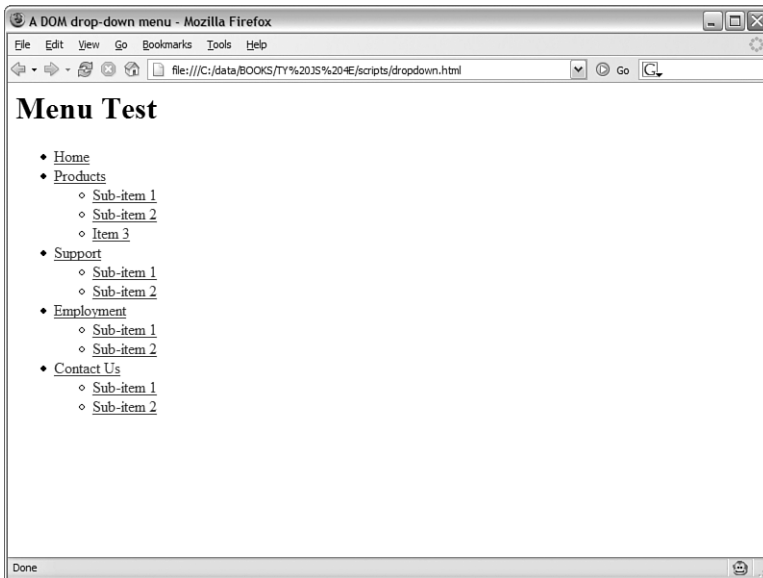 A DOM drop-down menu - Mozilla Firefox
File Edit View Go Bookmarks Tools Help
file:///C:/data/BOOKS/TY%20JS%204E/scripts/dropdown.html Go G
Menu Test
Home
Products
Sub-item 1
Sub-item 2
Item 3
Support
Sub-item 1
Sub-item 2
Employment
Sub-item 1
Sub-item 2
Contact Us
Sub-item 1
Sub-item 2
Done